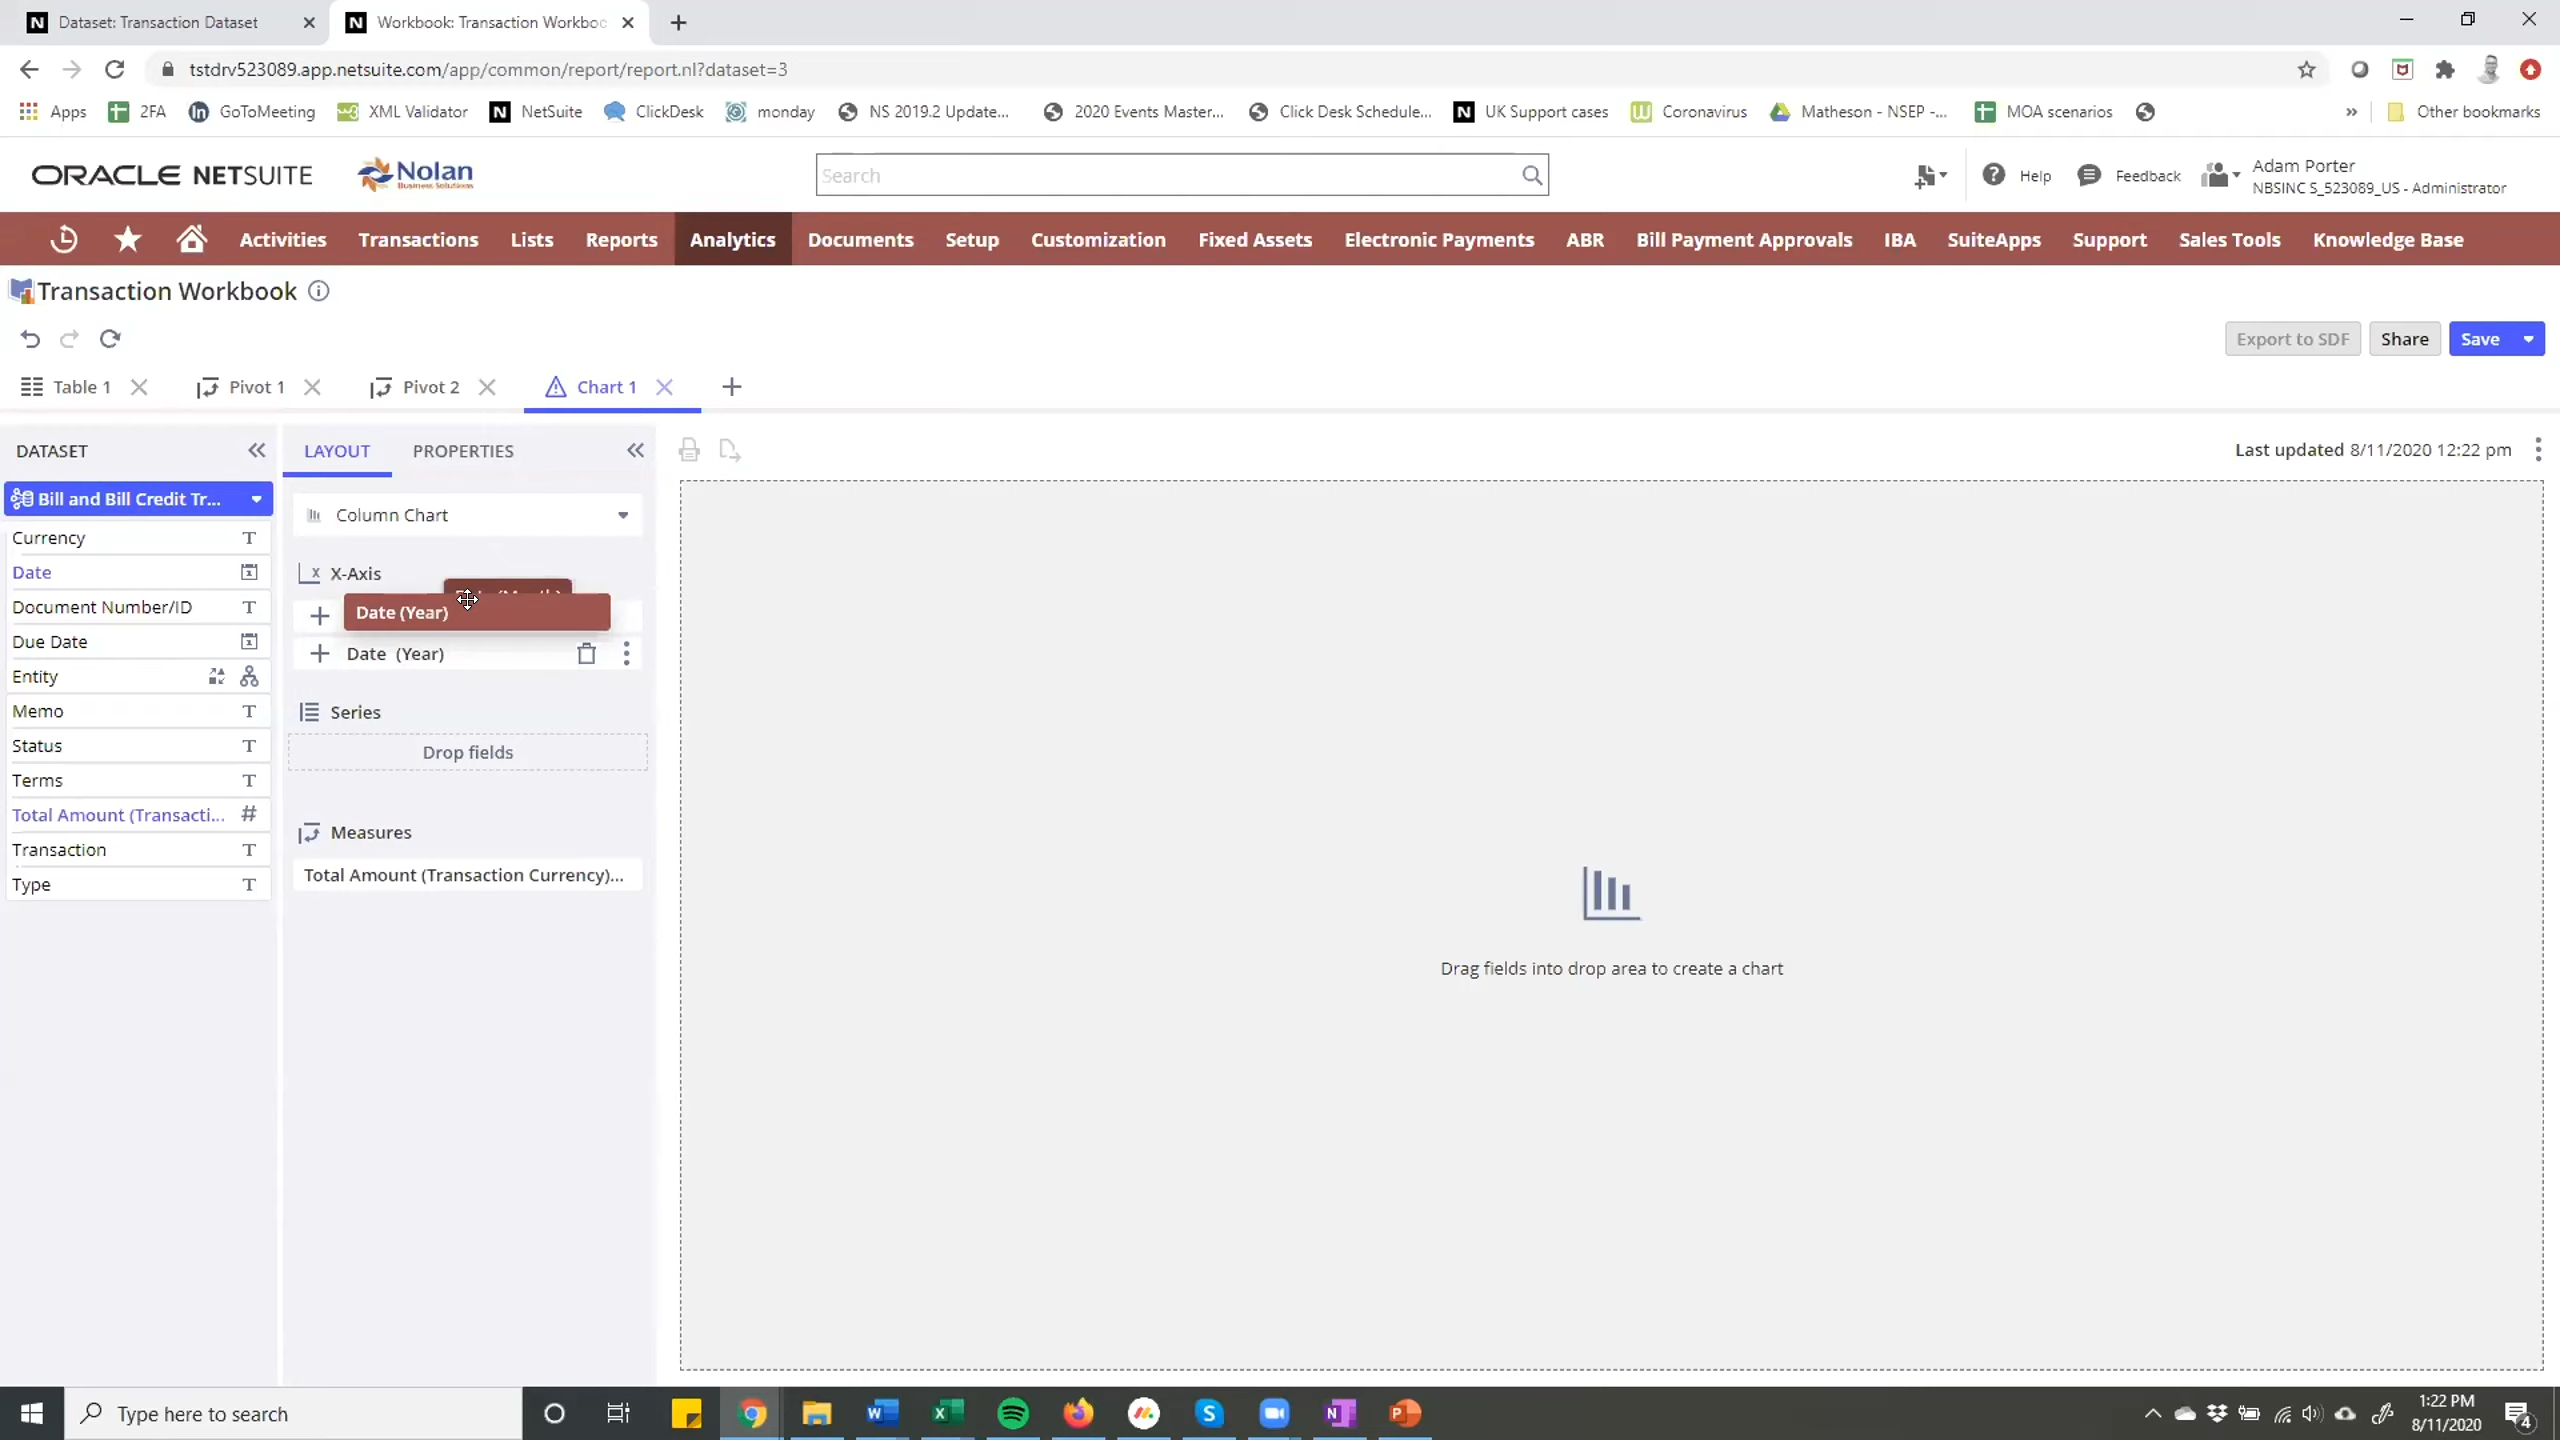 Dataset: Transaction Dataset
Workbook: Transaction Workboo
tstdrv523089.app.netsuite.com/app/common/report/report.nl?dataset=3
Apps 2FA GoToMeeting XML Validator NetSuite ClickDesk monday NS 2019.2 Update... 2020 Events Master... Click Desk Schedule... UK Support cases Coronavirus Matheson - NSEP -... MOA scenarios » Other bookmarks
ORACLE NETSUITE Nolan Business Solutions
Search
Help Feedback
Adam Porter
NBSINC S_523089_US - Administrator
Activities Transactions Lists Reports Analytics Documents Setup Customization Fixed Assets Electronic Payments ABR Bill Payment Approvals IBA SuiteApps Support Sales Tools Knowledge Base
Transaction Workbook
Export to SDF Share Save
Table 1 Pivot 1 Pivot 2 Chart 1
DATASET
LAYOUT PROPERTIES
Last updated 8/11/2020 12:22 pm
Bill and Bill Credit Tr...
Currency
Date
Document Number/ID
Due Date
Entity
Memo
Status
Terms
Total Amount (Transacti...
Transaction
Type
Column Chart
X-Axis
Date (Year)
Date (Year)
Series
Drop fields
Measures
Total Amount (Transaction Currency)...
Drag fields into drop area to create a chart
Type here to search
1:22 PM
8/11/2020
4